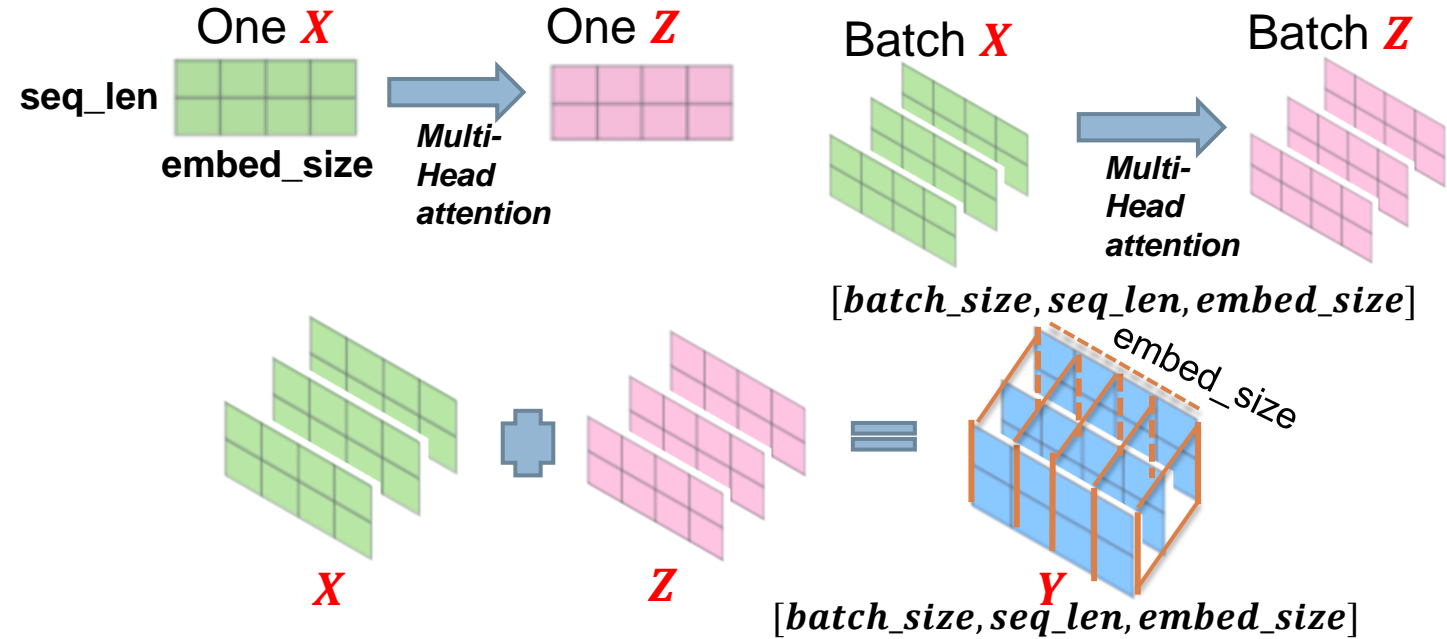 One X
One Z
seq_len
embed_size
Multi-
Head
attention
Batch X
Batch Z
Multi-
Head
attention
[batch_size, seq_len, embed_size]
embed_size
X
Z
Y
[batch_size, seq_len, embed_size]